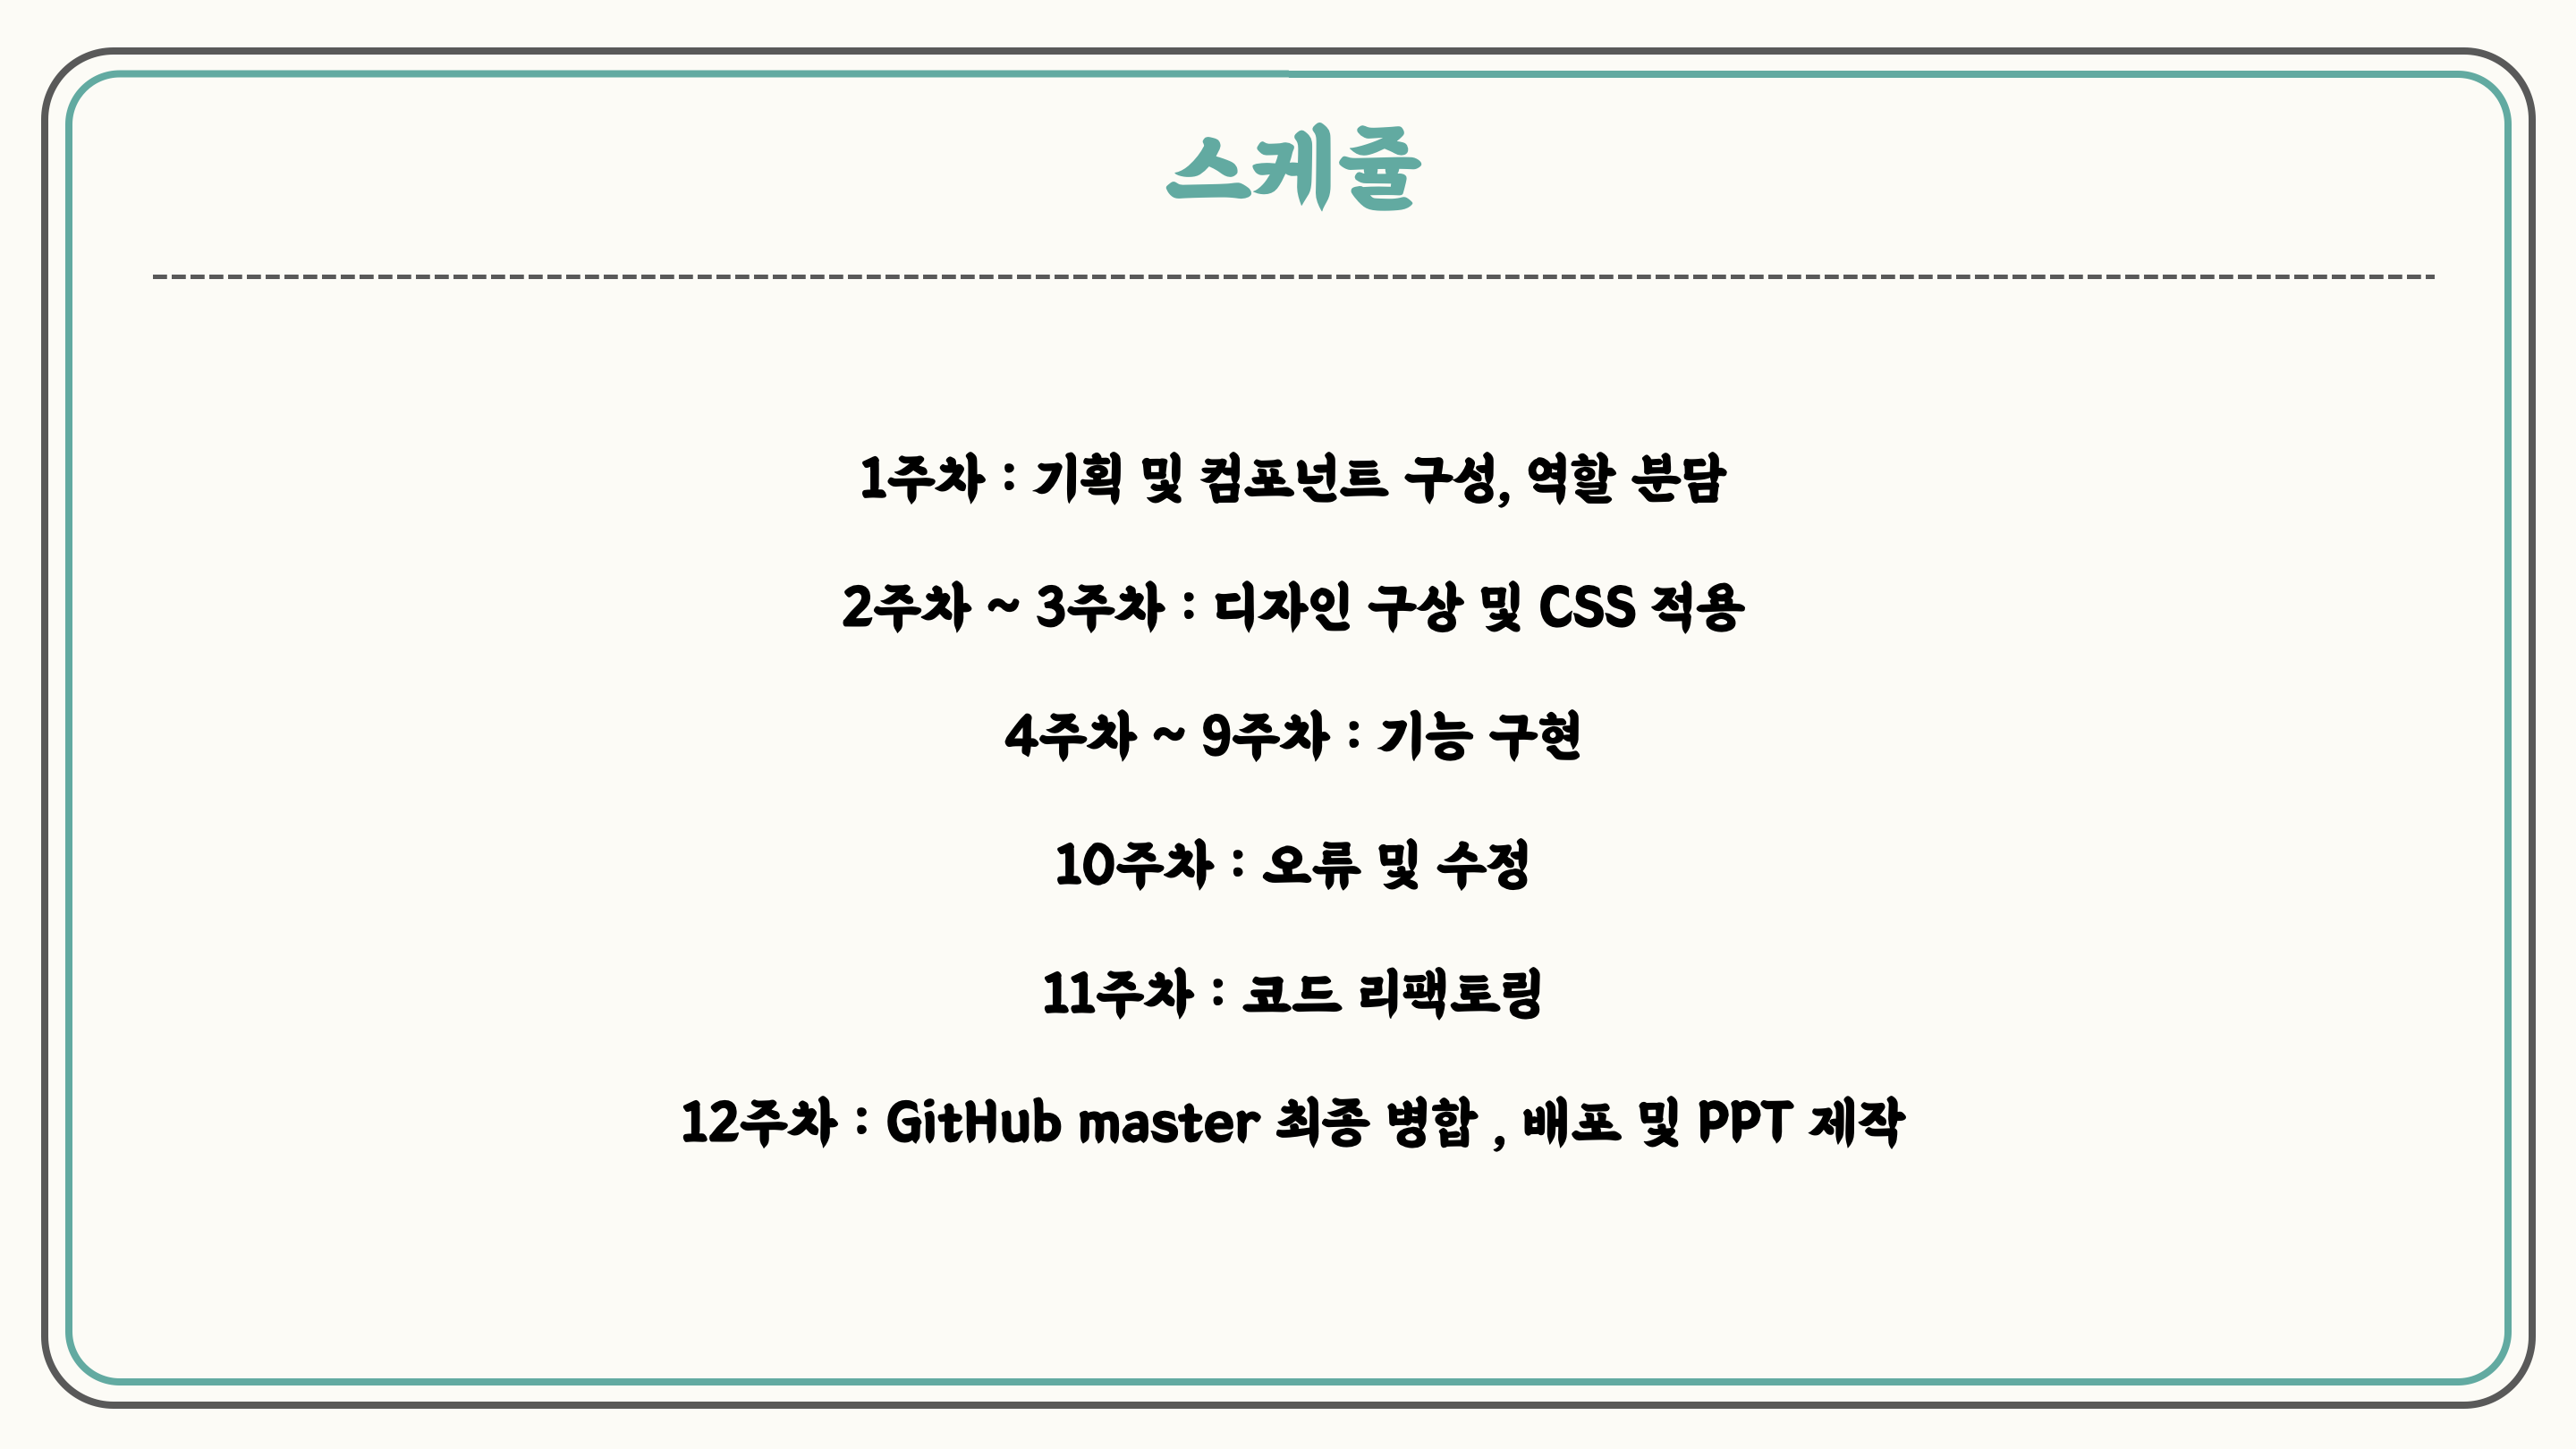 스케쥴
1주차 : 기획 및 컴포넌트 구성, 역할 분담
2주차 ~ 3주차 : 디자인 구상 및 CSS 적용
4주차 ~ 9주차 : 기능 구현
10주차 : 오류 및 수정
11주차 : 코드 리팩토링
12주차 : GitHub master 최종 병합 , 배포 및 PPT 제작